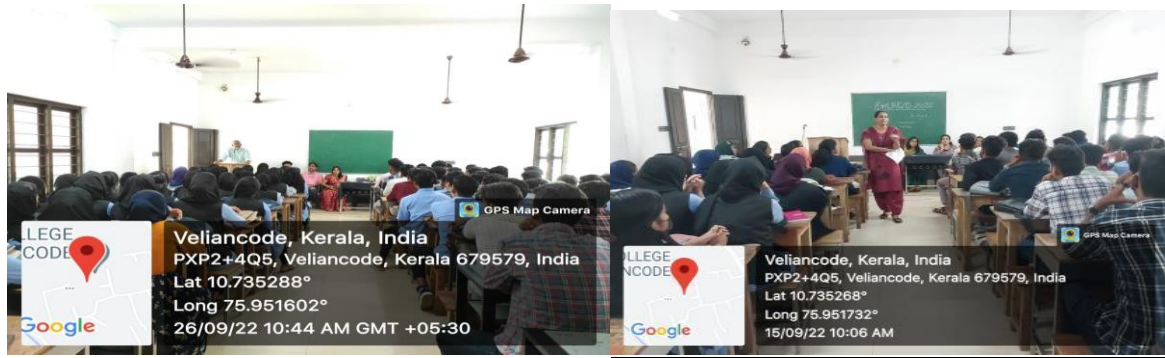 GPS Map Camera
LLEGE
CODE
Google
Veliancode, Kerala, India
PXP2+4Q5, Veliancode, Kerala 679579, India
Lat 10.735288°
Long 75.951602°
26/09/22 10:44 AM GMT +05:30
GPS Map Camera
LLEGE
NCODE
Google
Veliancode, Kerala, India
PXP2+4Q5, Veliancode, Kerala 679579, India
Lat 10.735268°
Long 75.951732°
15/09/22 10:06 AM